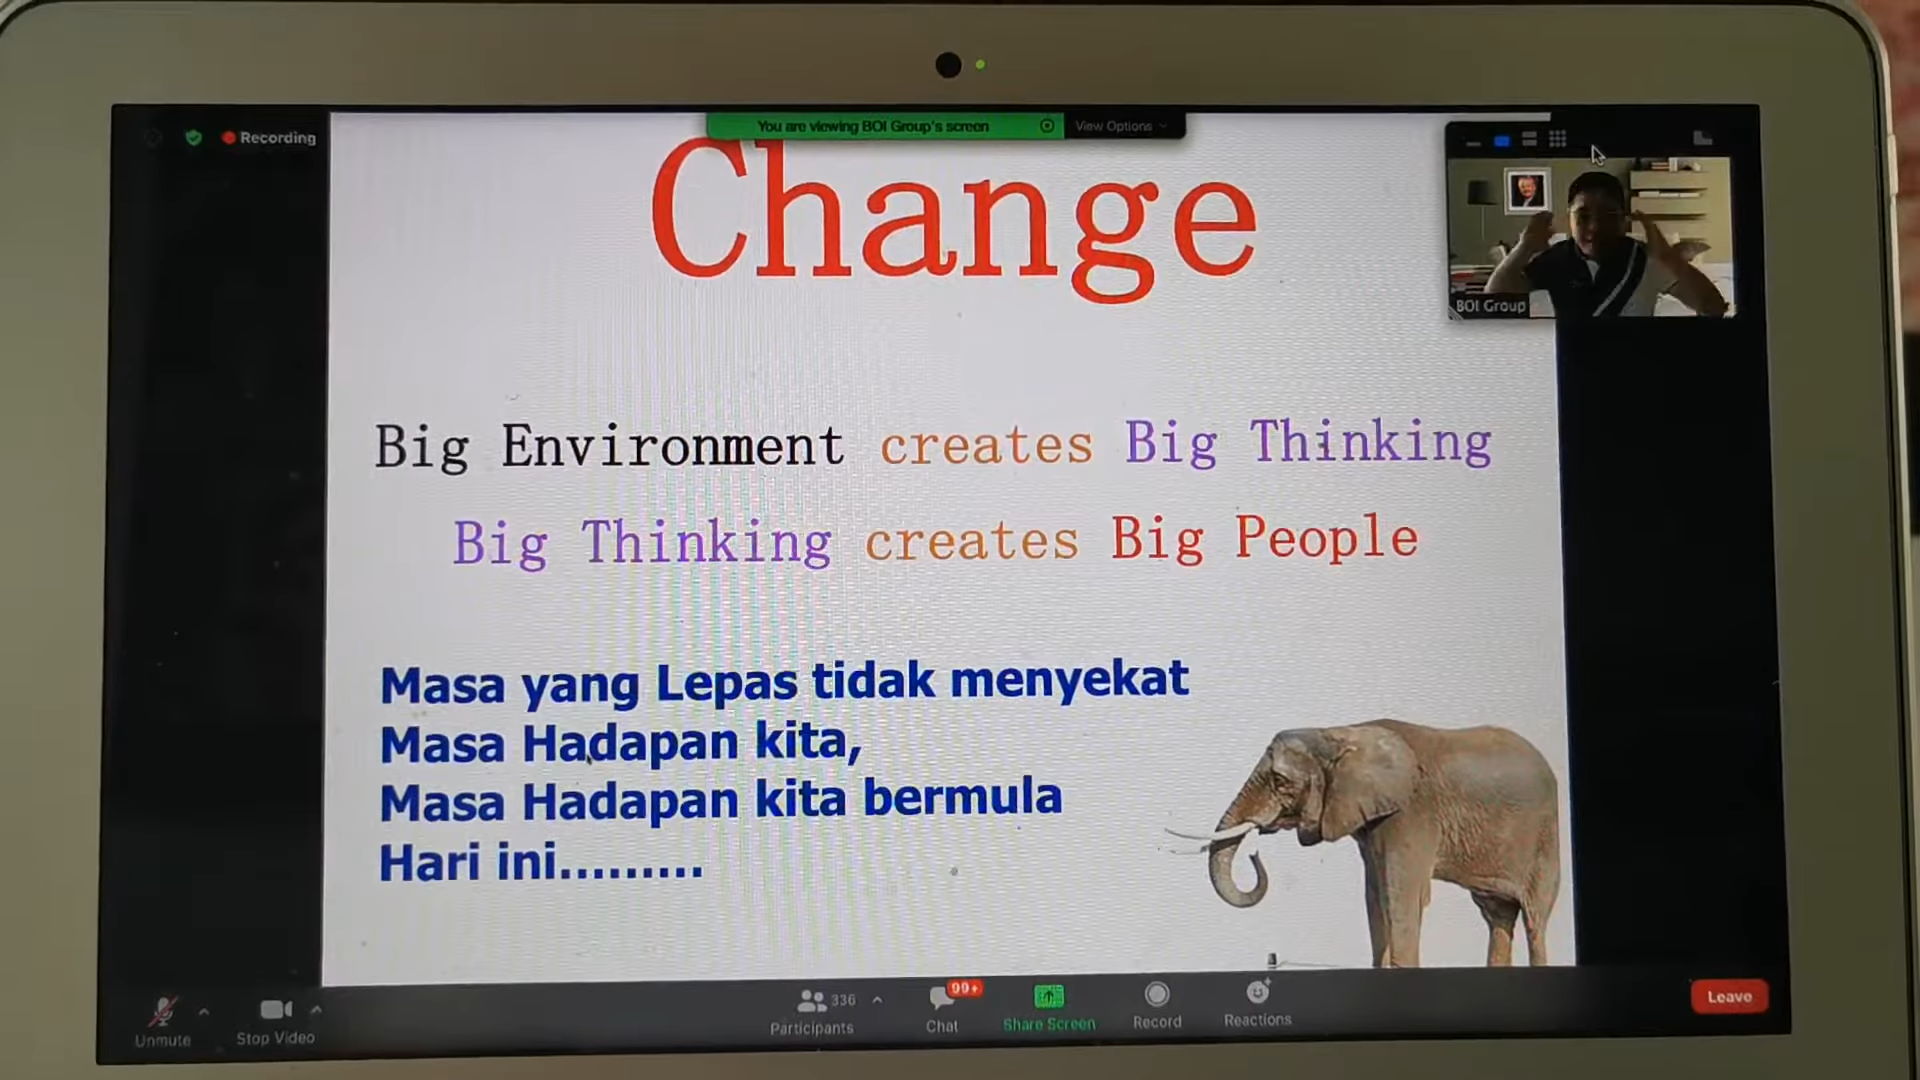 Recording
You are viewing BOI Group's screen
View Options
Change
BOI Group
Big Environment creates Big Thinking
Big Thinking creates Big People
Masa yang Lepas tidak menyekat
Masa Hadapan kita,
Masa Hadapan kita bermula
Hari ini.........
Unmute
Stop Video
336
Participants
99+
Chat
Share Screen
Record
Reactions
Leave